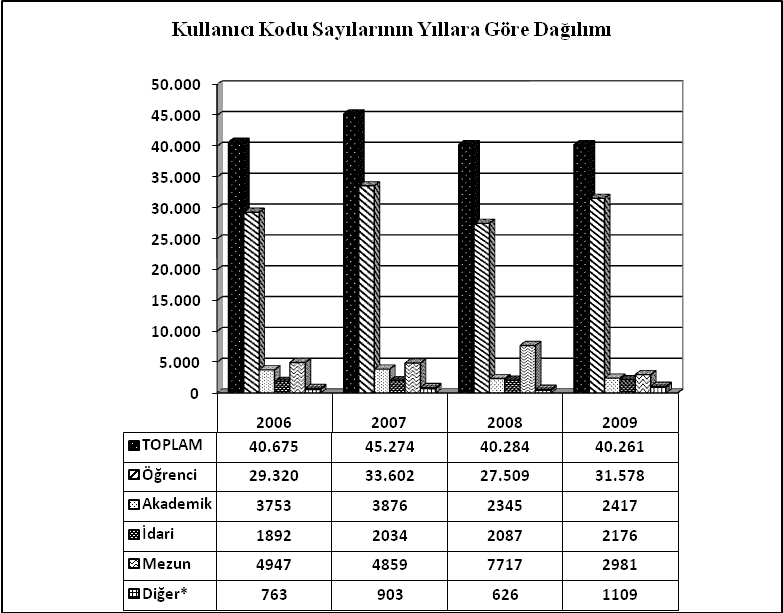 Kullanıcı Kodu Sayılarının Yıllara Göre Dağılımı
50.000
45.000
40.000
35.000
30.000
25.000
20.000
15.000
10.000
5.000
0
2006 2007 2008 2009
TOPLAM 40.675 45.274 40.284 40.261
Öğrenci 29.320 33.602 27.509 31.578
Akademik 3753 3876 2345 2417
İdari 1892 2034 2087 2176
Mezun 4947 4859 7717 2981
Diğer* 763 903 626 1109